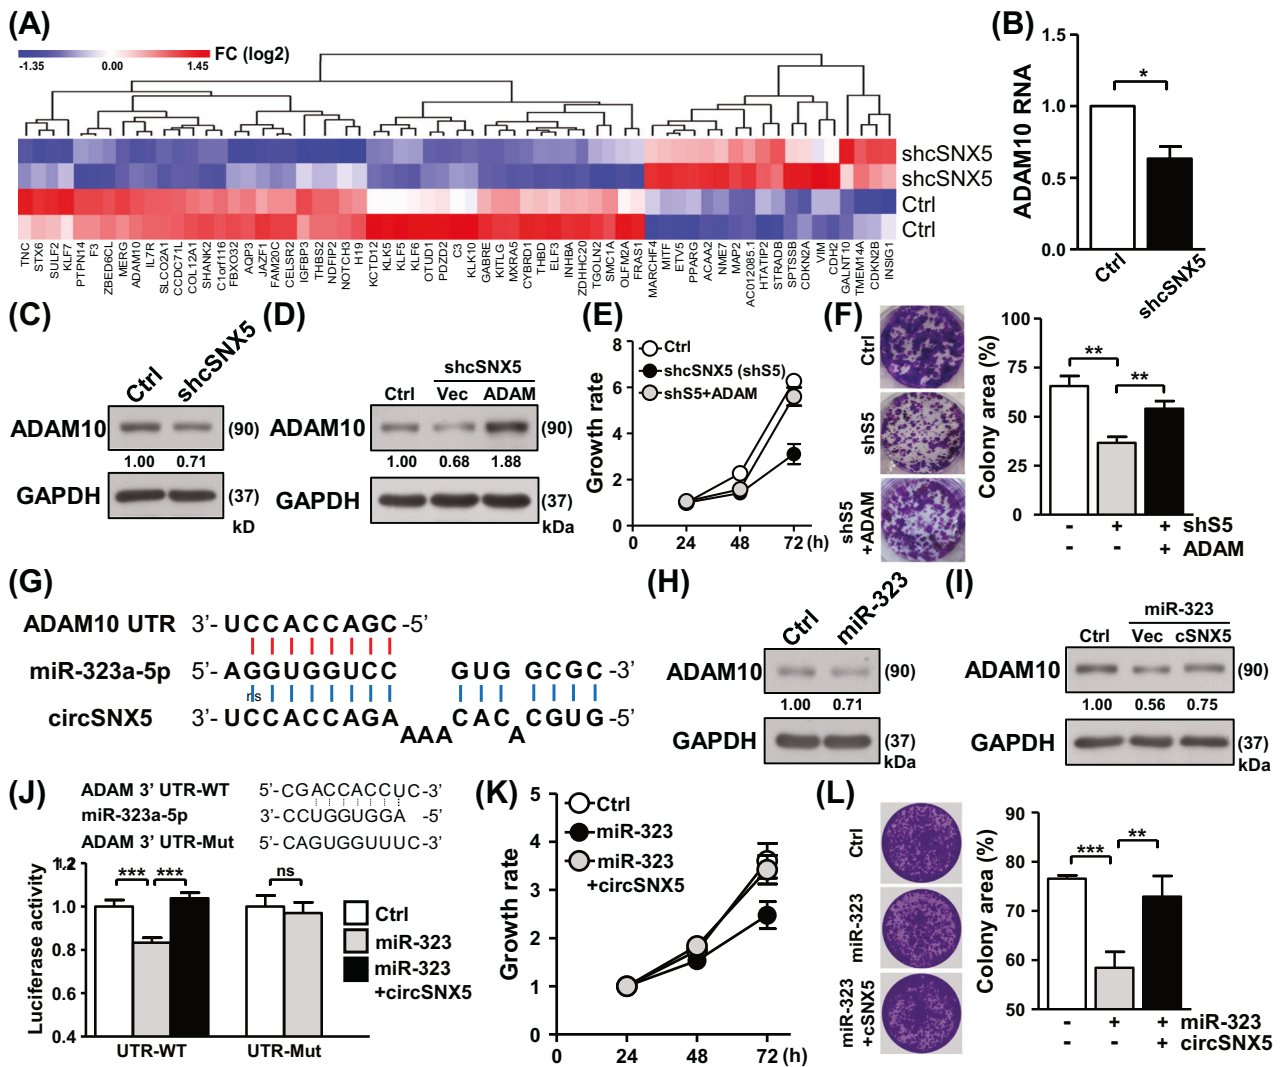 (A)
FC (log2)
-1.35 0.00 1.45
shcSNX5
shcSNX5
Ctrl
Ctrl
TNC STX6 SULF2 KLF7 PTPN14 F3 ZBED6CL MERG ADAM10 IL7R SLCO2A1 CCDC71L COL12A1 SHANK2 C1orf116 FBXO32 AQP3 JAZF1 FAM20C CELSR2 IGFBP3 THBS2 NDFIP2 NOTCH3 H19 KCTD12 KLK5 KLF5 KLF6 OTUD1 PDZD2 C3 KLK10 GABRE KITLG MXRA5 CYBRD1 THBD ELF3 INHBA ZDHHC20 TGOLN2 SMC1A OLFM2A FRAS1 MARCHF4 MITF ETV5 PPARG ACAA2 NME7 MAP2 AC012085.1 HTATIP2 STRADB SPTSSB CDKN2A VIM CDH2 GALNT10 TMEM14A CDKN2B INSIG1
(B)
ADAM10 RNA
1.5
1.0
0.5
0.0
*
Ctrl shcSNX5
(C)
Ctrl shcSNX5
ADAM10 (90)
1.00 0.71
GAPDH (37)
kD
(D)
shcSNX5
Ctrl Vec ADAM
ADAM10 (90)
1.00 0.68 1.88
GAPDH (37)
kDa
(E)
Growth rate
8
6
4
2
0
Ctrl
shcSNX5 (shS5)
shS5+ADAM
0 24 48 72 (h)
(F)
Ctrl
shS5
shS5
+ADAM
Colony area (%)
100
75
50
25
0
** **
- + + shS5
- - + ADAM
(G)
ADAM10 UTR 3'- UCCACCAGC -5'
miR-323a-5p 5'- AGGUGGUCC GUG GCGC -3'
ns
circSNX5 3'- UCCACCAGA CAC CGUG -5'
AAA A
(H)
Ctrl miR-323
ADAM10 (90)
1.00 0.71
GAPDH (37)
kDa
(I)
miR-323
Ctrl Vec cSNX5
ADAM10 (90)
1.00 0.56 0.75
GAPDH (37)
kDa
(J)
ADAM 3' UTR-WT 5'- CGACCACCUC-3'
miR-323a-5p 3'- CCUGGUGGA -5'
ADAM 3' UTR-Mut CAGUGGUUUC-3'
Luciferase activity
1.2
1.0
0.8
0.6
0.4
*** *** ns
UTR-WT UTR-Mut
Ctrl
miR-323
miR-323
+circSNX5
(K)
Growth rate
5
4
3
2
1
0
Ctrl
miR-323
miR-323
+circSNX5
0 24 48 72 (h)
(L)
Ctrl
miR-323
miR-323
+cSNX5
Colony area (%)
90
80
70
60
50
*** **
- + + miR-323
- - + circSNX5